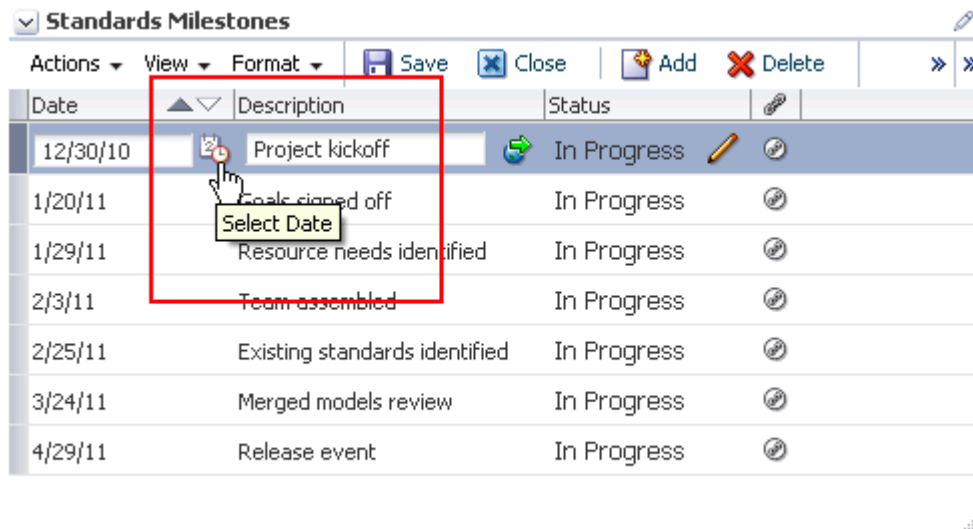 Standards Milestones
Actions View Format Save Close Add Delete » »
Date Description Status
12/30/10 Project kickoff In Progress
1/20/11 Goals signed off In Progress
Select Date
1/29/11 Resource needs identified In Progress
2/3/11 Team assembled In Progress
2/25/11 Existing standards identified In Progress
3/24/11 Merged models review In Progress
4/29/11 Release event In Progress